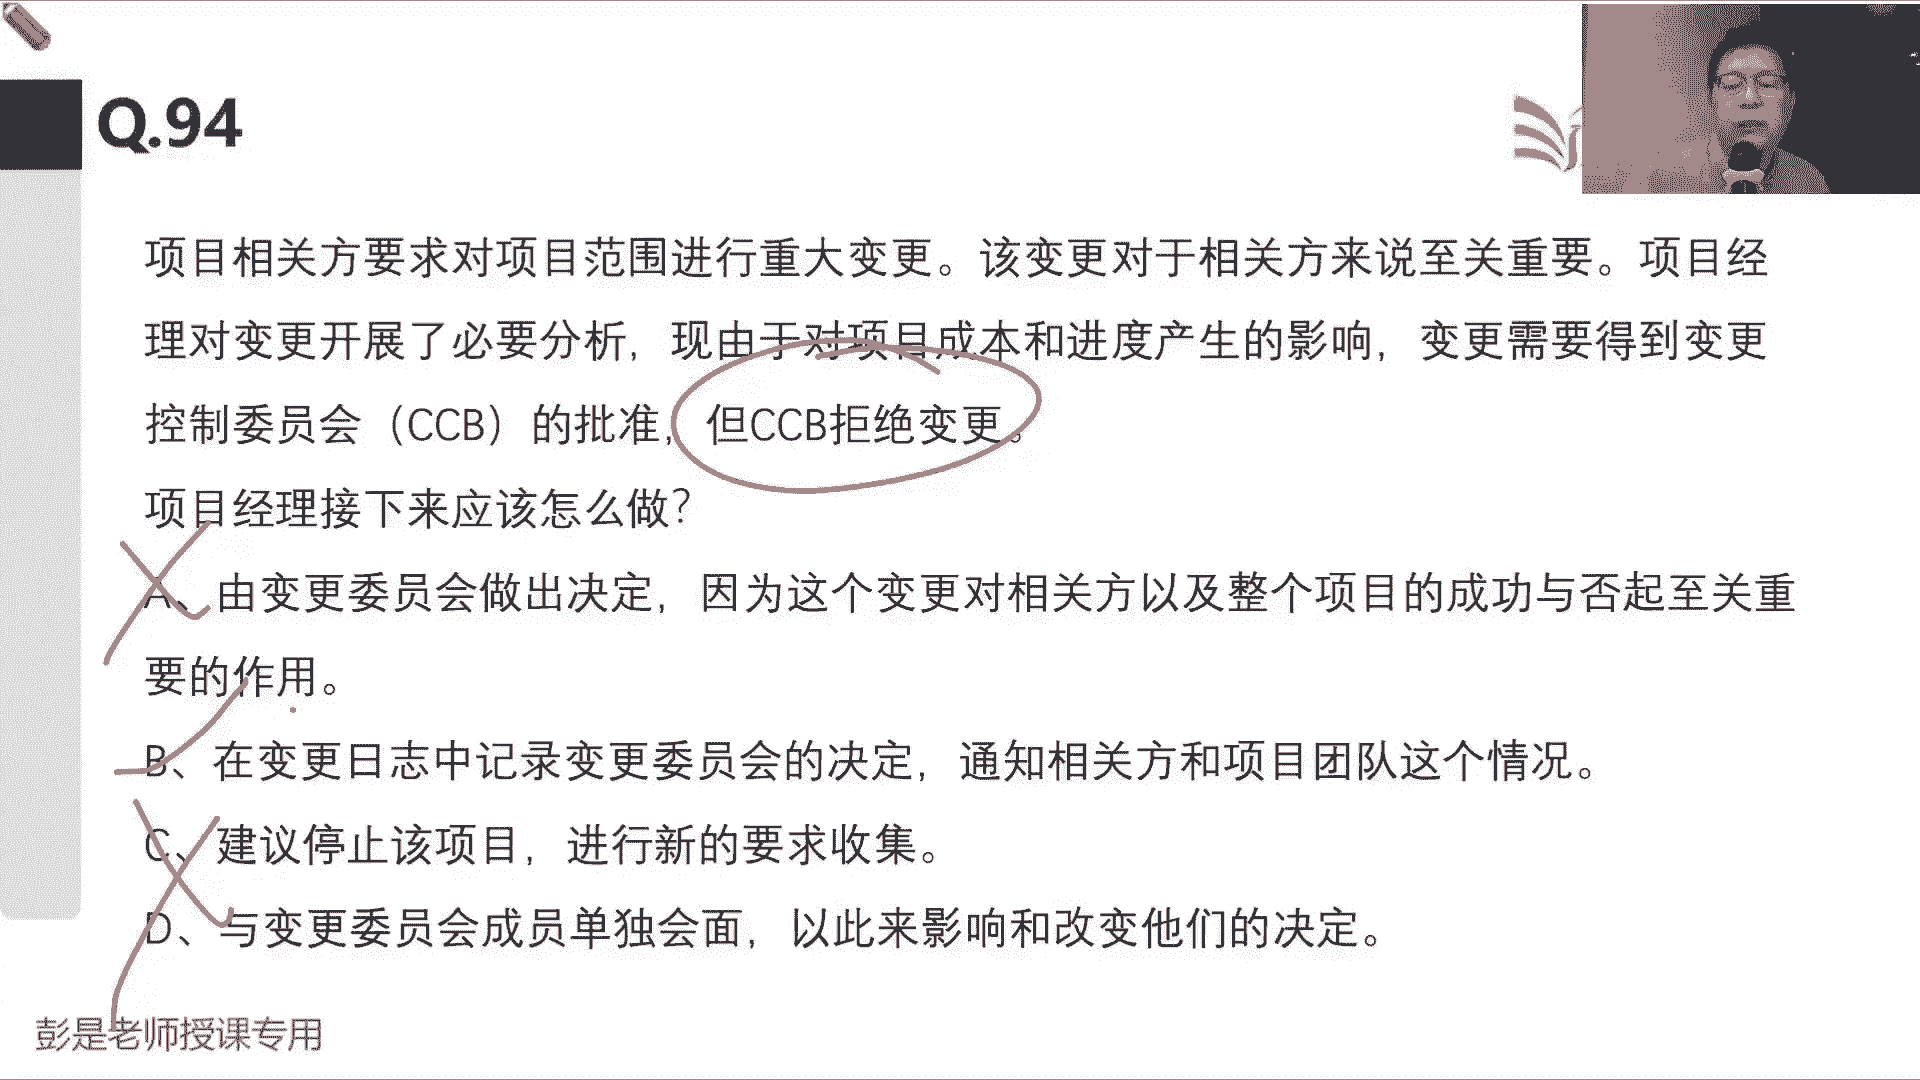 Q.94
项目相关方要求对项目范围进行重大变更。该变更对于相关方来说至关重要。项目经
理对变更开展了必要分析，现由于对项目成本和进度产生的影响，变更需要得到变更
控制委员会（CCB）的批准，但CCB拒绝变更。
项目经理接下来应该怎么做？
A、由变更委员会做出决定，因为这个变更对相关方以及整个项目的成功与否起至关重
要的作用。
B、在变更日志中记录变更委员会的决定，通知相关方和项目团队这个情况。
C、建议停止该项目，进行新的要求收集。
D、与变更委员会成员单独会面，以此来影响和改变他们的决定。
彭是老师授课专用